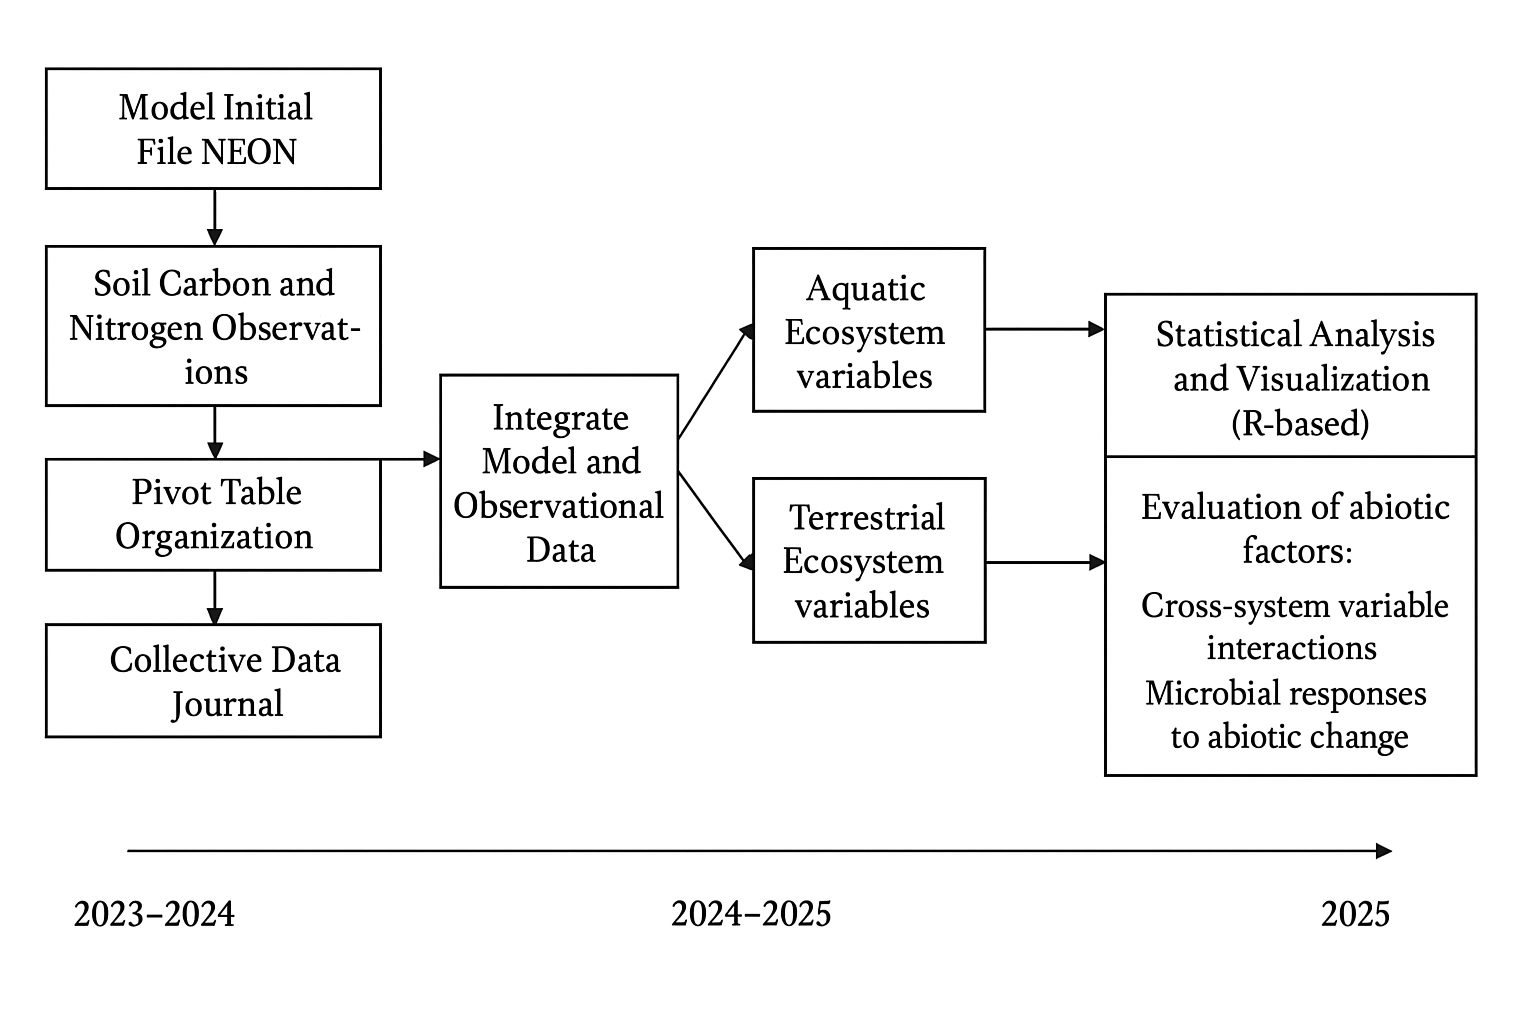 Model Initial
File NEON
Soil Carbon and
Nitrogen Observat-
ions
Pivot Table
Organization
Collective Data
Journal
Integrate
Model and
Observational
Data
Aquatic
Ecosystem
variables
Terrestrial
Ecosystem
variables
Statistical Analysis
and Visualization
(R-based)
Evaluation of abiotic
factors:
Cross-system variable
interactions
Microbial responses
to abiotic change
2023–2024
2024–2025
2025